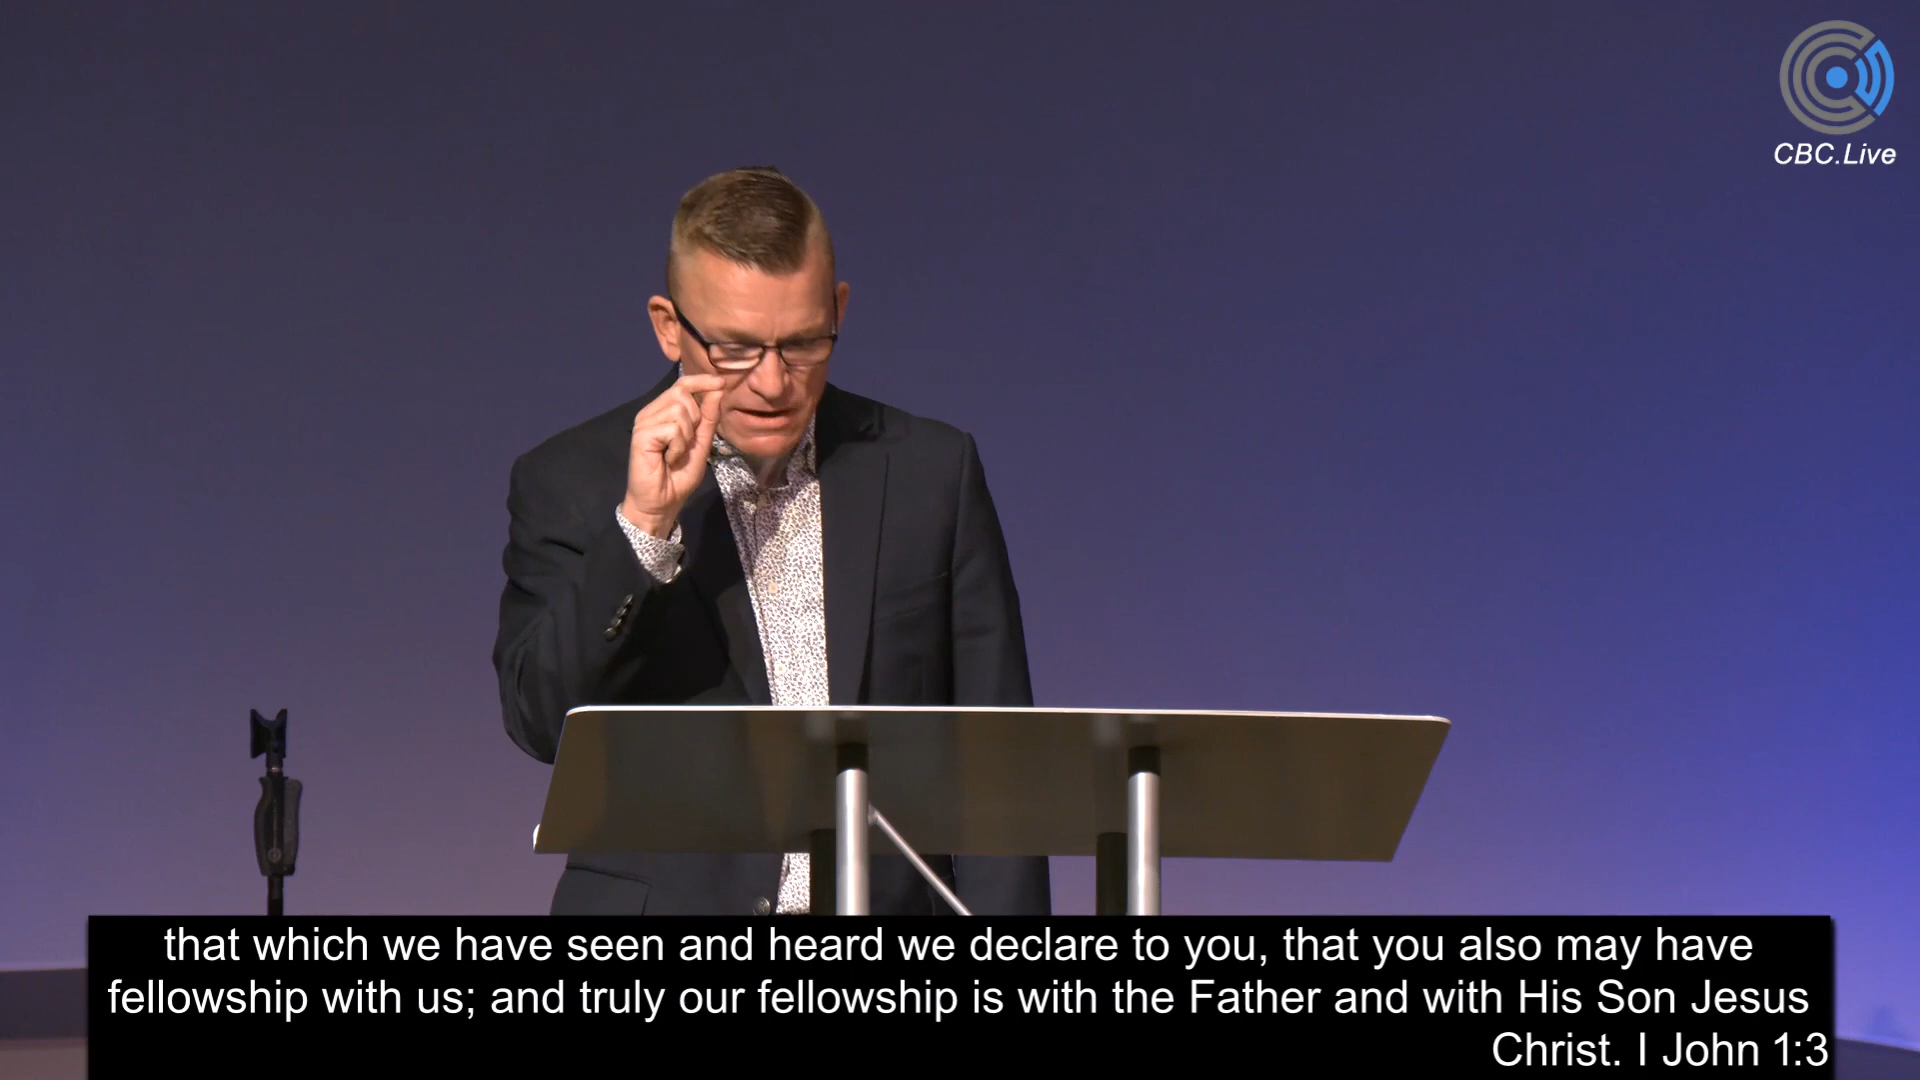 CBC.Live
that which we have seen and heard we declare to you, that you also may have
fellowship with us; and truly our fellowship is with the Father and with His Son Jesus
Christ. I John 1:3